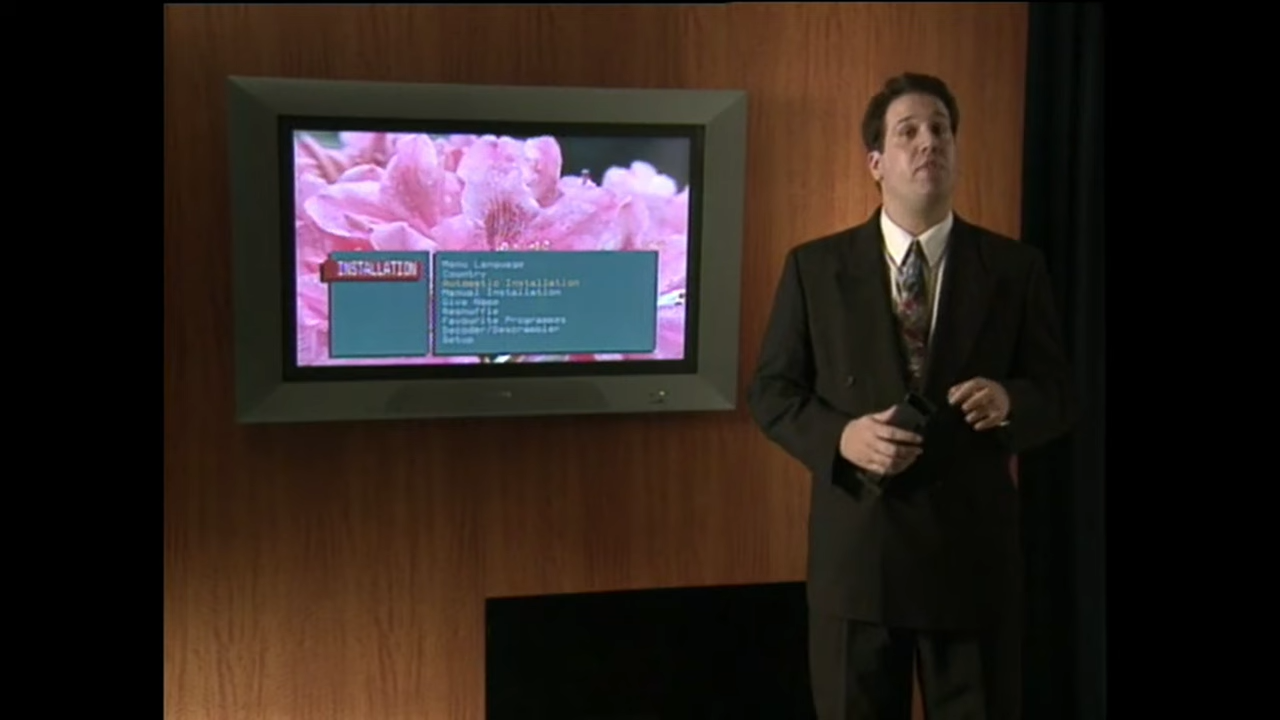 INSTALLATION
Menu Language
Country
Automatic Installation
Manual Installation
Give Name
Reshuffle
Favourite Programmes
Decoder/Descrambler
Setup